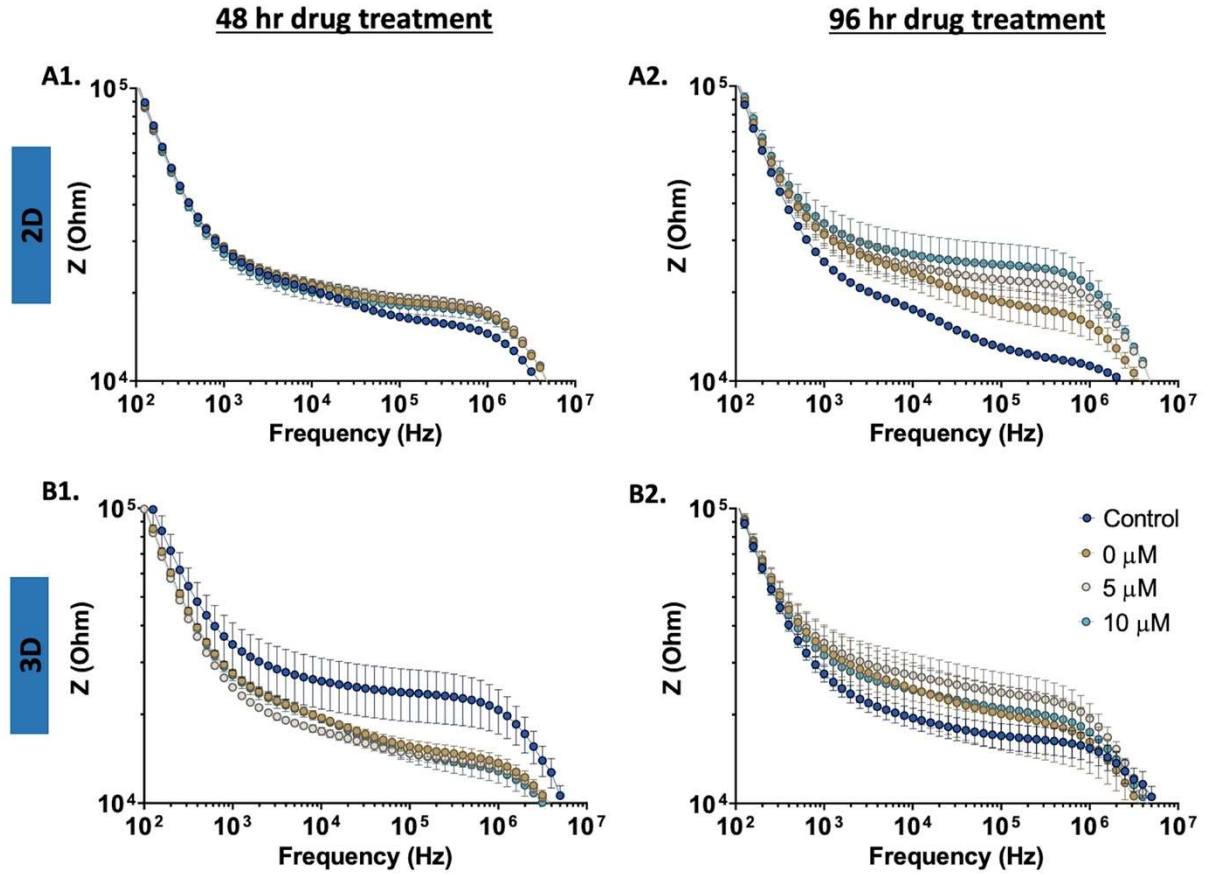 48 hr drug treatment
96 hr drug treatment
2D
A1.
10^5
10^4
Z (Ohm)
10^2 10^3 10^4 10^5 10^6 10^7
Frequency (Hz)
A2.
10^5
10^4
Z (Ohm)
10^2 10^3 10^4 10^5 10^6 10^7
Frequency (Hz)
3D
B1.
10^5
10^4
Z (Ohm)
10^2 10^3 10^4 10^5 10^6 10^7
Frequency (Hz)
B2.
10^5
10^4
Z (Ohm)
10^2 10^3 10^4 10^5 10^6 10^7
Frequency (Hz)
Control
0 μM
5 μM
10 μM